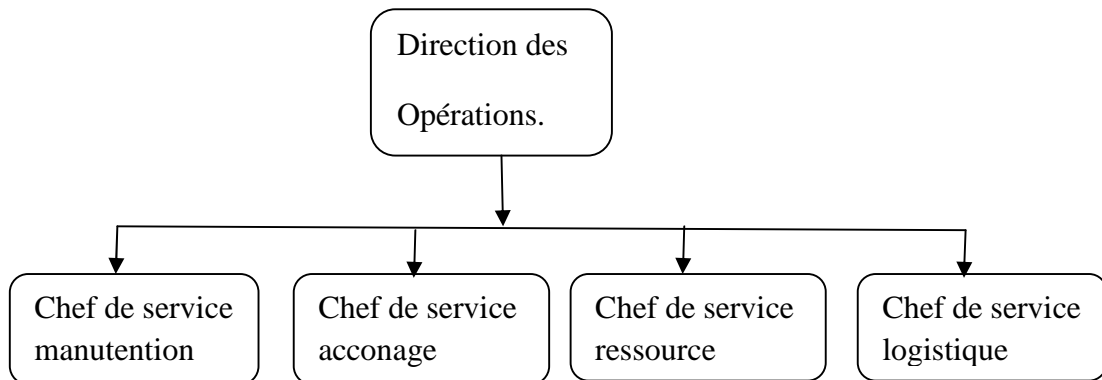 Direction des
Opérations.
Chef de service
manutention
Chef de service
acconage
Chef de service
ressource
Chef de service
logistique